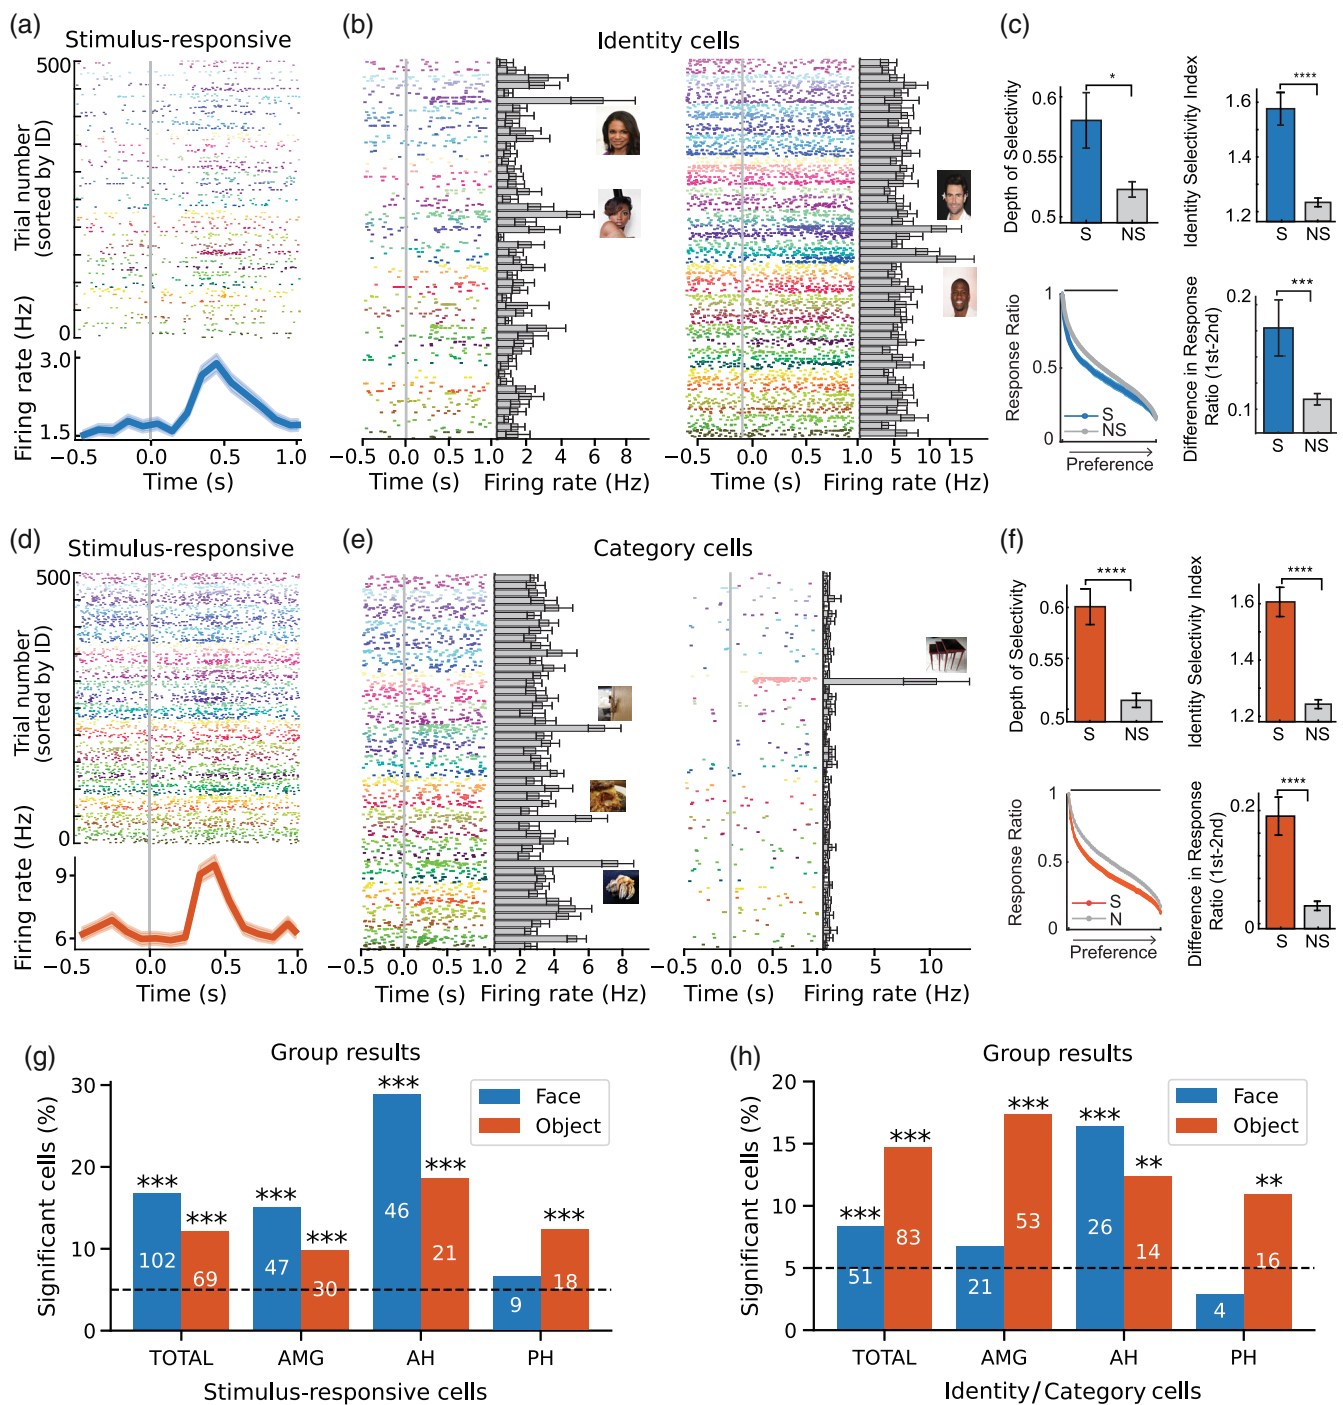 (a)
Stimulus-responsive
500
Trial number
(sorted by ID)
0
Firing rate (Hz)
3.0
1.5
−0.5 0.0 0.5 1.0
Time (s)
(b)
Identity cells
−0.5 0.0 0.5 1.0
Time (s)
0 2 4 6 8
Firing rate (Hz)
−0.5 0.0 0.5 1.0
Time (s)
0 5 10 15
Firing rate (Hz)
(c)
Depth of Selectivity
0.6
0.55
0.5
*
S NS
Identity Selectivity Index
1.6
1.4
1.2
****
S NS
Response Ratio
1
0.5
0
S
NS
Preference
Difference in Response
Ratio (1st-2nd)
0.2
0.1
***
S NS
(d)
Stimulus-responsive
500
Trial number
(sorted by ID)
0
Firing rate (Hz)
9
6
−0.5 0.0 0.5 1.0
Time (s)
(e)
Category cells
−0.5 0.0 0.5 1.0
Time (s)
0 2 4 6 8
Firing rate (Hz)
−0.5 0 0.5 1.0
Time (s)
0 5 10
Firing rate (Hz)
(f)
Depth of Selectivity
0.6
0.55
0.5
****
S NS
Identity Selectivity Index
1.6
1.4
1.2
****
S NS
Response Ratio
1
0.5
0
S
N
Preference
Difference in Response
Ratio (1st-2nd)
0.2
0
****
S NS
(g)
Group results
Significant cells (%)
30
20
10
0
Face
Object
*** *** *** *** *** *** ***
102 69 47 30 46 21 9 18
TOTAL AMG AH PH
Stimulus-responsive cells
(h)
Group results
Significant cells (%)
20
15
10
5
0
Face
Object
*** *** *** *** ** **
51 83 21 53 26 14 4 16
TOTAL AMG AH PH
Identity/Category cells